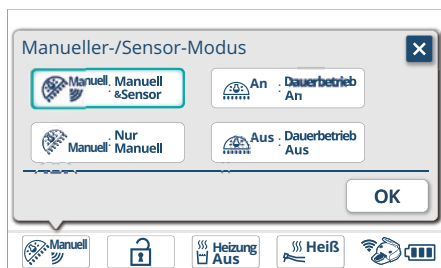 Manueller-/Sensor-Modus
Manuell : Manuell
&Sensor
An : Dauerbetrieb
An
Manuell : Nur
Manuell
Aus : Dauerbetrieb
Aus
OK
Manuell
Heizung
Aus
Heiß